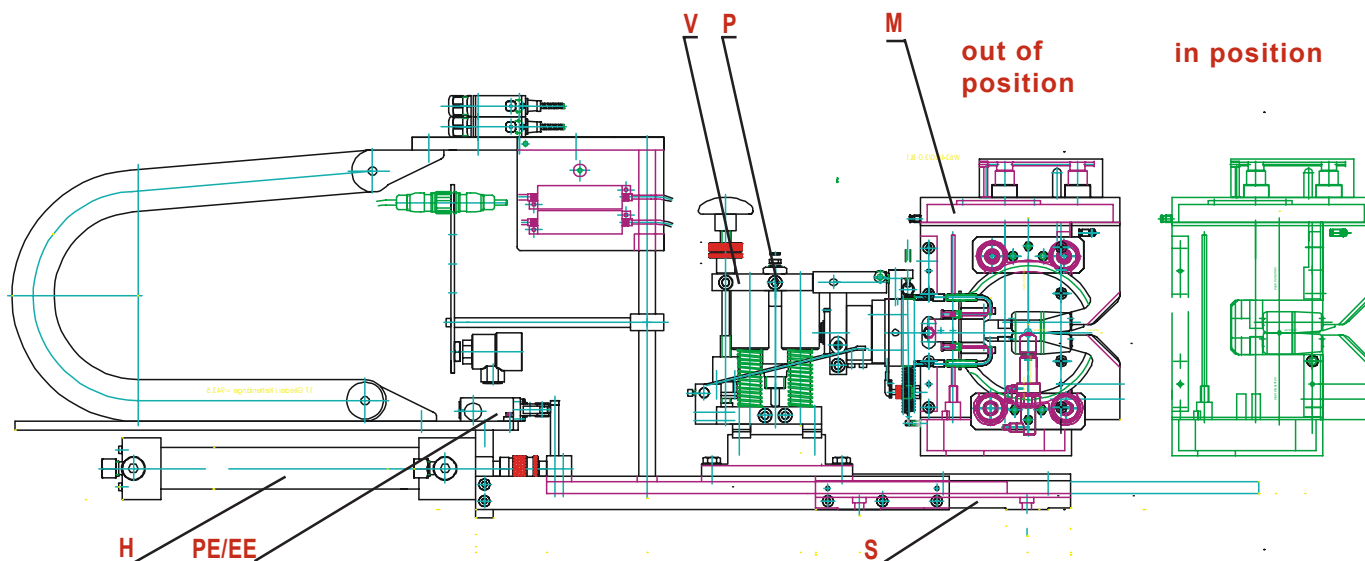 V P M
out of
position
in position
H PE/EE S